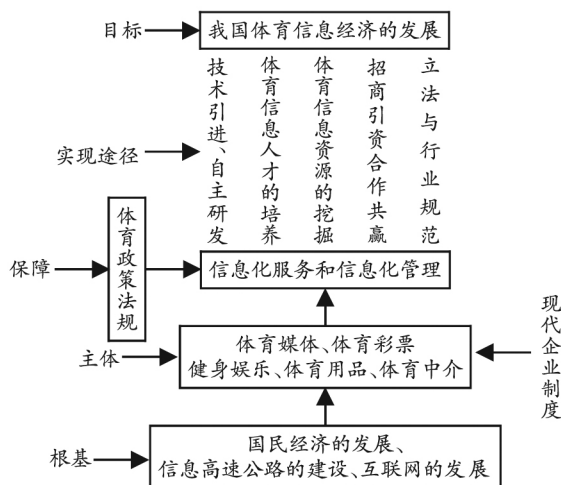 目标
我国体育信息经济的发展
实现途径
技术引进、自主研发
体育信息人才的培养
体育信息资源的挖掘
招商引资合作共赢
立法与行业规范
保障
体育政策法规
信息化服务和信息化管理
主体
体育媒体、体育彩票
健身娱乐、体育用品、体育中介
现代企业制度
根基
国民经济的发展、
信息高速公路的建设、互联网的发展